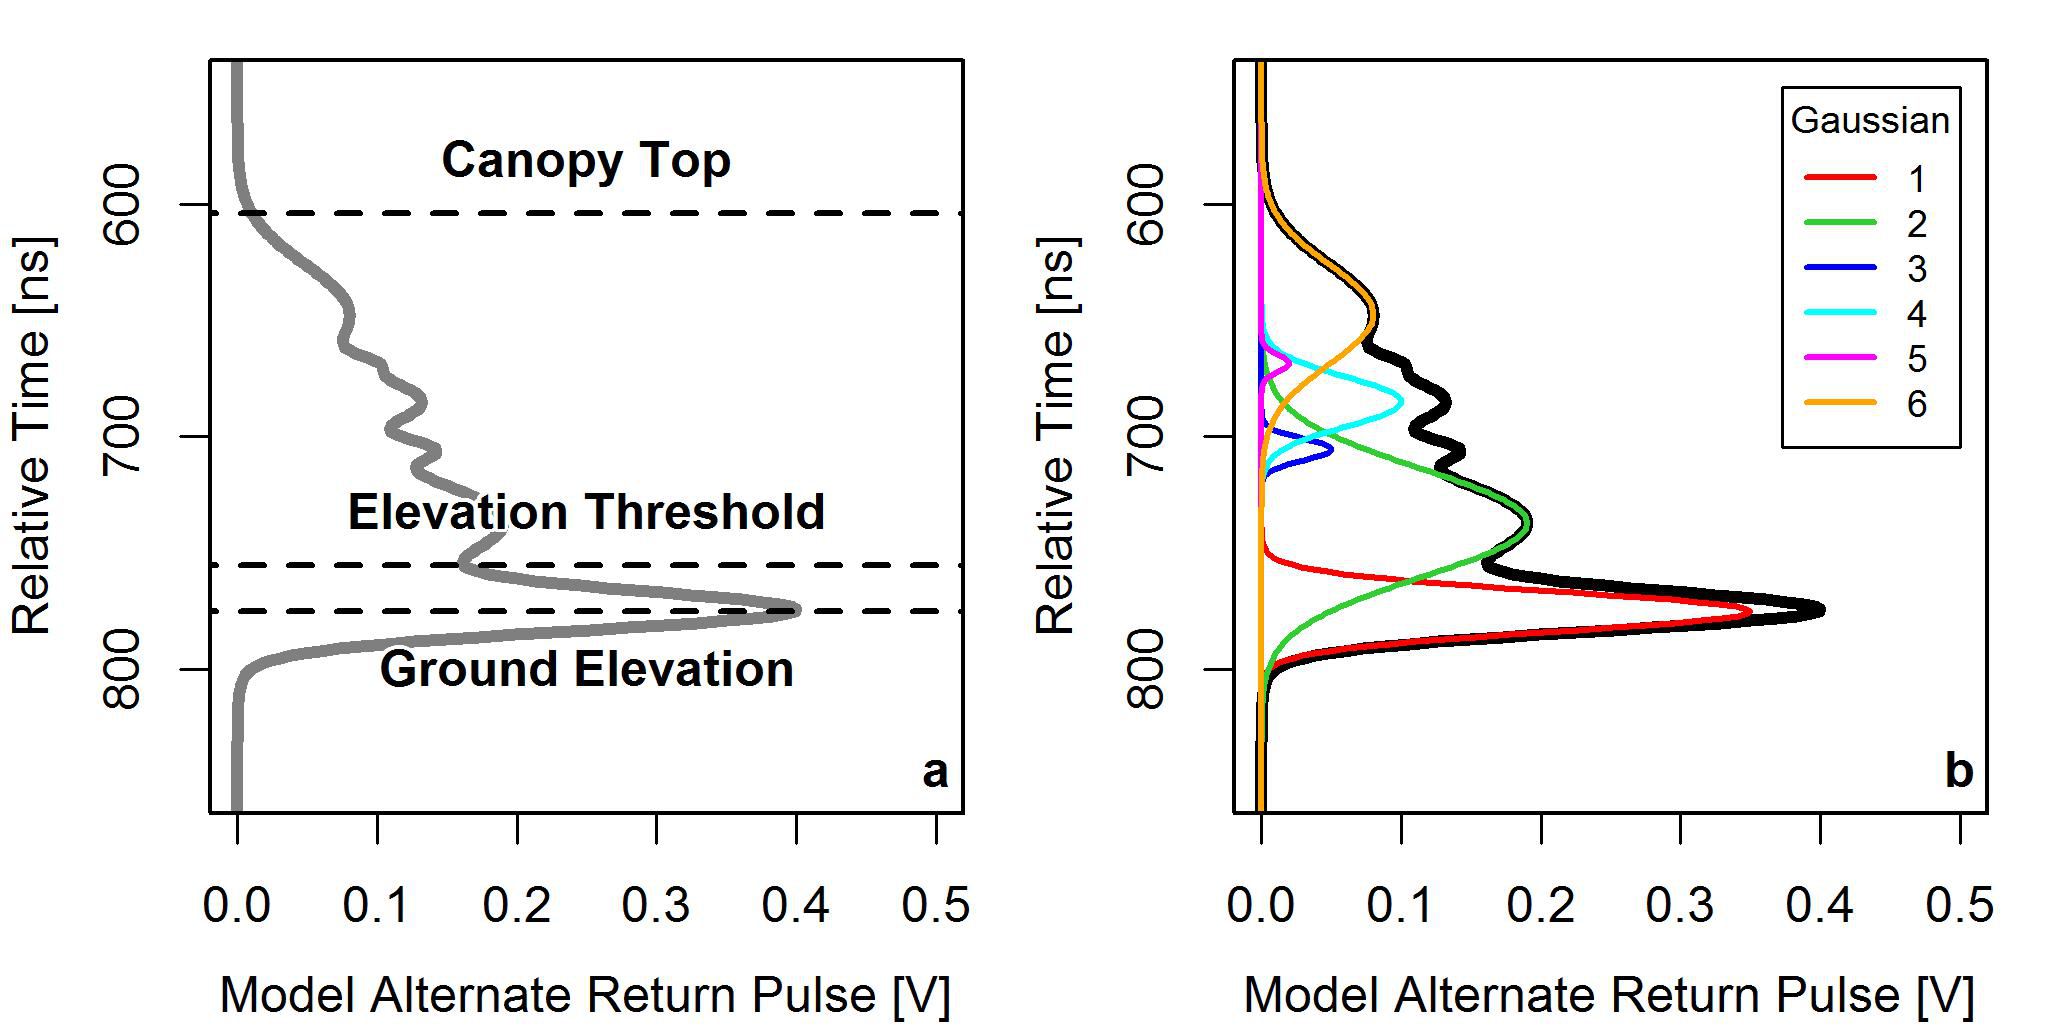 Relative Time [ns]
600
700
800
Canopy Top
Elevation Threshold
Ground Elevation
a
0.0 0.1 0.2 0.3 0.4 0.5
Model Alternate Return Pulse [V]
Relative Time [ns]
600
700
800
Gaussian
1
2
3
4
5
6
b
0.0 0.1 0.2 0.3 0.4 0.5
Model Alternate Return Pulse [V]